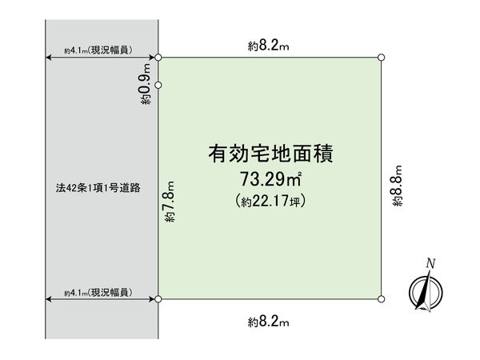 約8.2m
約4.1m(現況幅員)
約0.9m
有効宅地面積
73.29㎡
(約22.17坪)
法42条1項1号道路
約7.8m
約8.8m
N
約4.1m(現況幅員)
約8.2m